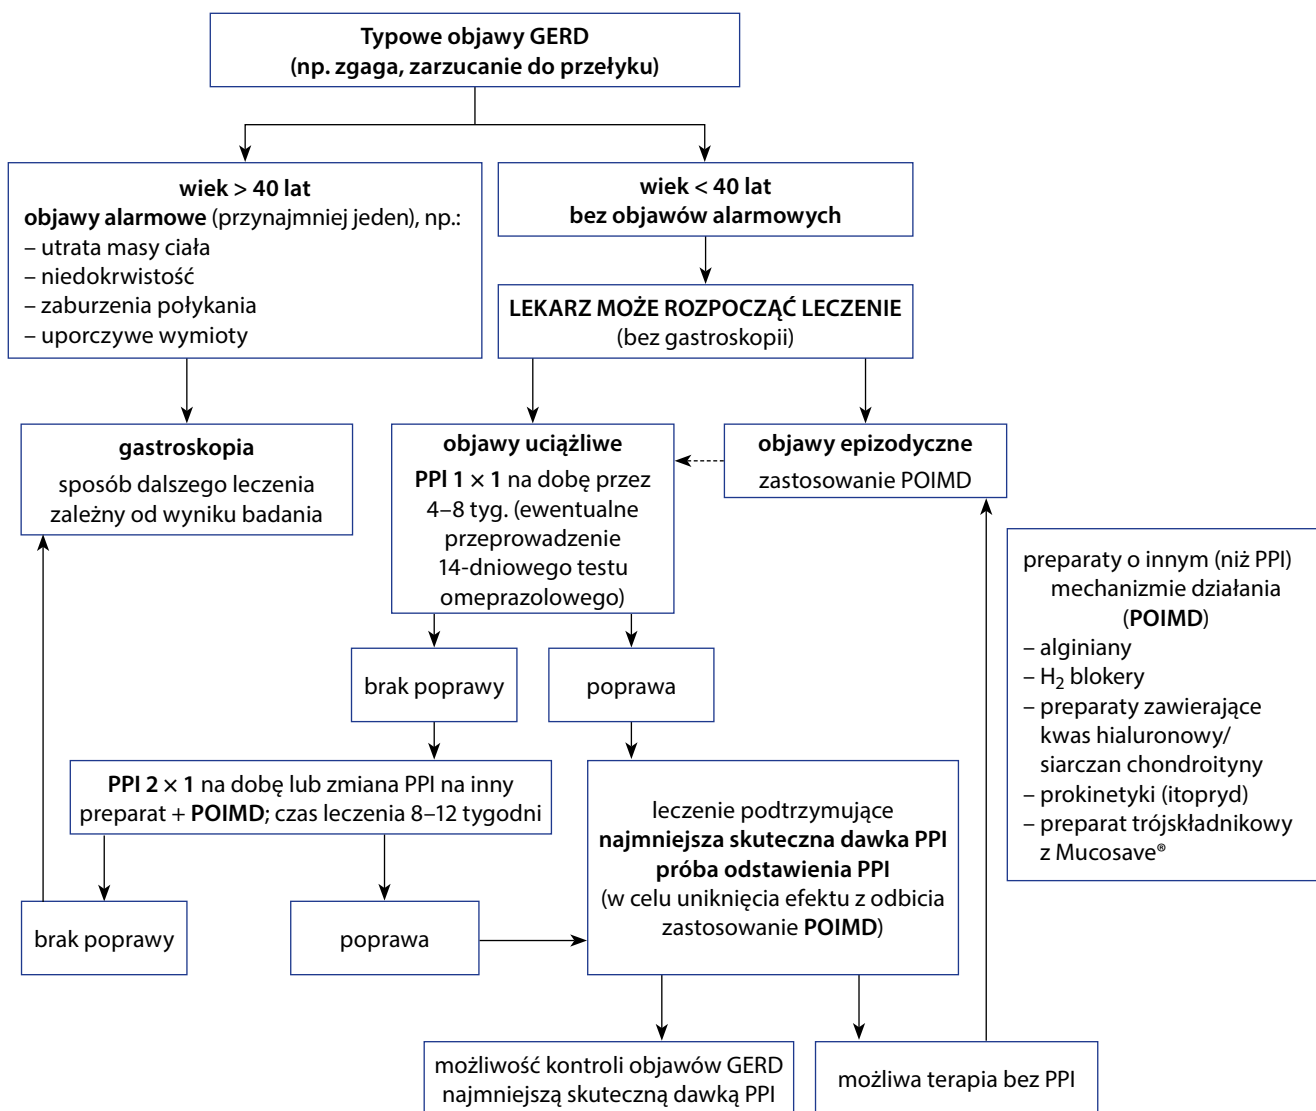 Typowe objawy GERD
(np. zgaga, zarzucanie do przełyku)
wiek > 40 lat
objawy alarmowe (przynajmniej jeden), np.:
– utrata masy ciała
– niedokrwistość
– zaburzenia połykania
– uporczywe wymioty
wiek < 40 lat
bez objawów alarmowych
LEKARZ MOŻE ROZPOCZĄĆ LECZENIE
(bez gastroskopii)
gastroskopia
sposób dalszego leczenia
zależny od wyniku badania
objawy uciążliwe
PPI 1 × 1 na dobę przez
4–8 tyg. (ewentualne
przeprowadzenie
14-dniowego testu
omeprazolowego)
objawy epizodyczne
zastosowanie POIMD
preparaty o innym (niż PPI)
mechanizmie działania
(POIMD)
– alginiany
– H₂ blokery
– preparaty zawierające
kwas hialuronowy/
siarczan chondroityny
– prokinetyki (itopryd)
– preparat trójskładnikowy
z Mucosave®
brak poprawy
poprawa
PPI 2 × 1 na dobę lub zmiana PPI na inny
preparat + POIMD; czas leczenia 8–12 tygodni
leczenie podtrzymujące
najmniejsza skuteczna dawka PPI
próba odstawienia PPI
(w celu uniknięcia efektu z odbicia
zastosowanie POIMD)
brak poprawy
poprawa
możliwość kontroli objawów GERD
najmniejszą skuteczną dawką PPI
możliwa terapia bez PPI